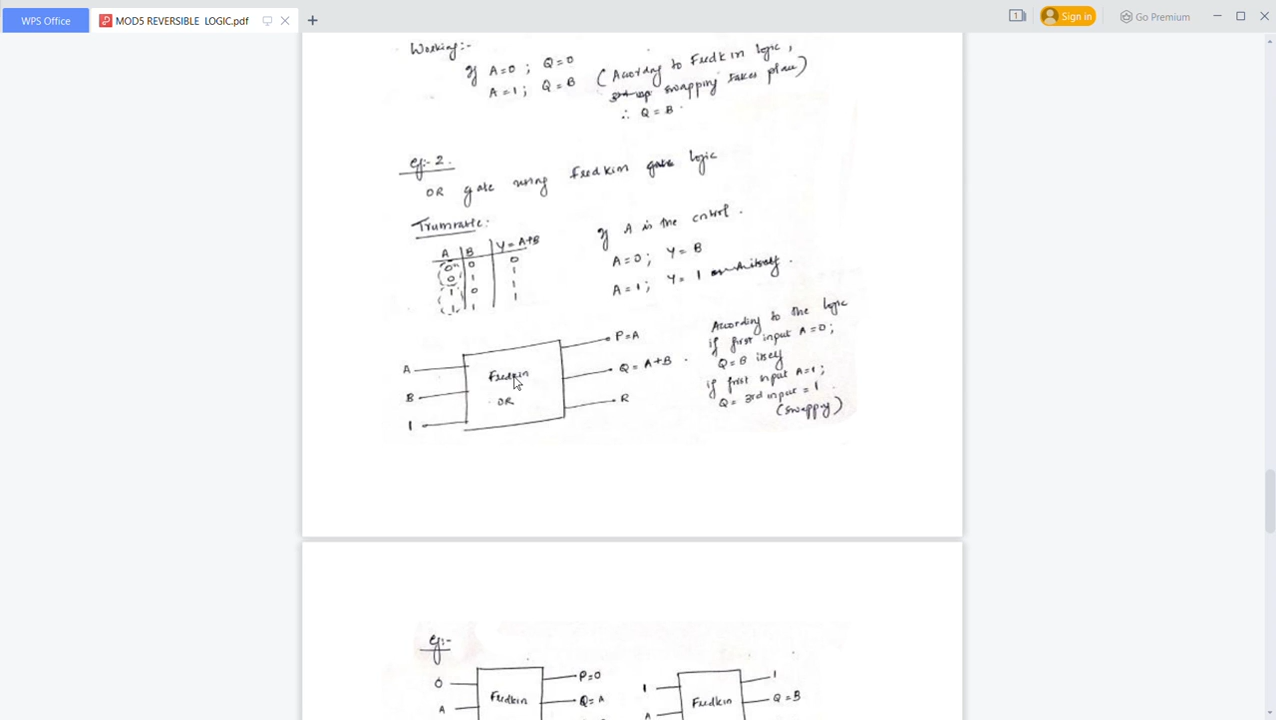 WPS Office
MOD5 REVERSIBLE LOGIC.pdf
1
Sign in
Go Premium
Working:-
If A=0 ; Q=0
A=1 ; Q=B
(According to Fredkin logic,
swapping takes place)
∴ Q=B.
eg:-2.
OR gate using Fredkin gate logic
Truthtable:
A B Y=A+B
0 0 0
0 1 1
1 0 1
1 1 1
If A is the cntrol.
A=0 ; Y=B
A=1 ; Y=1
A
B
1
Fredkin
OR
P=A
Q=A+B
R
According to the logic
if first input A=0;
Q=B itself
if first input A=1;
Q= 3rd input = 1
(swapping)
eg:-
0
A
Fredkin
P=0
Q=A
1
A
Fredkin
1
Q=B